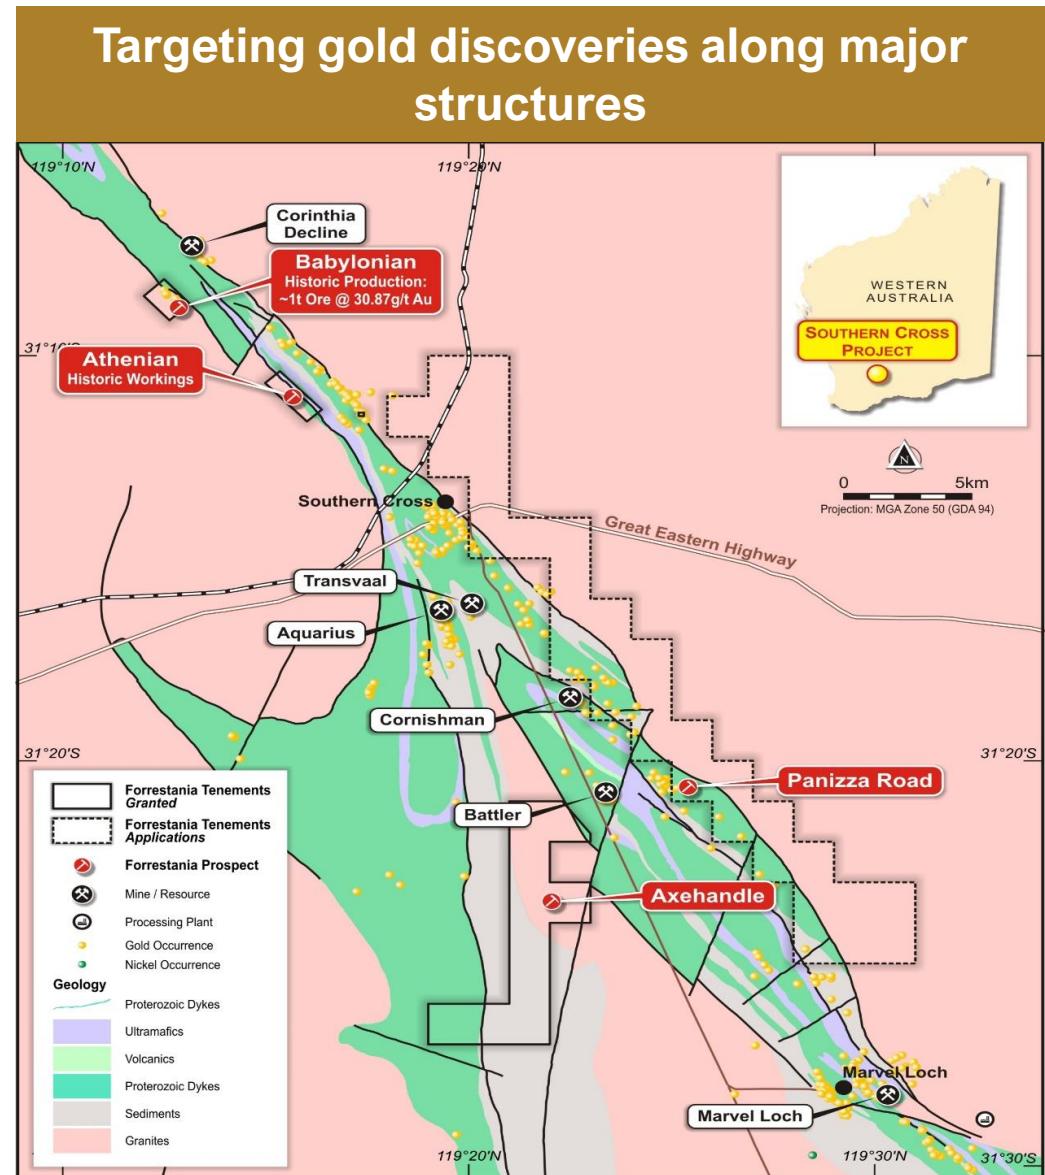 Targeting gold discoveries along major
structures
119°10'N
119°20'N
Corinthia
Decline
Babylonian
Historic Production:
~1t Ore @ 30.87g/t Au
WESTERN
AUSTRALIA
SOUTHERN CROSS
PROJECT
31°10'S
Athenian
Historic Workings
N
0 5km
Projection: MGA Zone 50 (GDA 94)
Southern Cross
Great Eastern Highway
Transvaal
Aquarius
Cornishman
31°20'S
31°20'S
Panizza Road
Battler
Axehandle
Forrestania Tenements
Granted
Forrestania Tenements
Applications
Forrestania Prospect
Mine / Resource
Processing Plant
Gold Occurrence
Nickel Occurrence
Geology
Proterozoic Dykes
Ultramafics
Volcanics
Proterozoic Dykes
Sediments
Granites
Marvel Loch
Marvel Loch
119°20'N
119°30'N
31°30'S